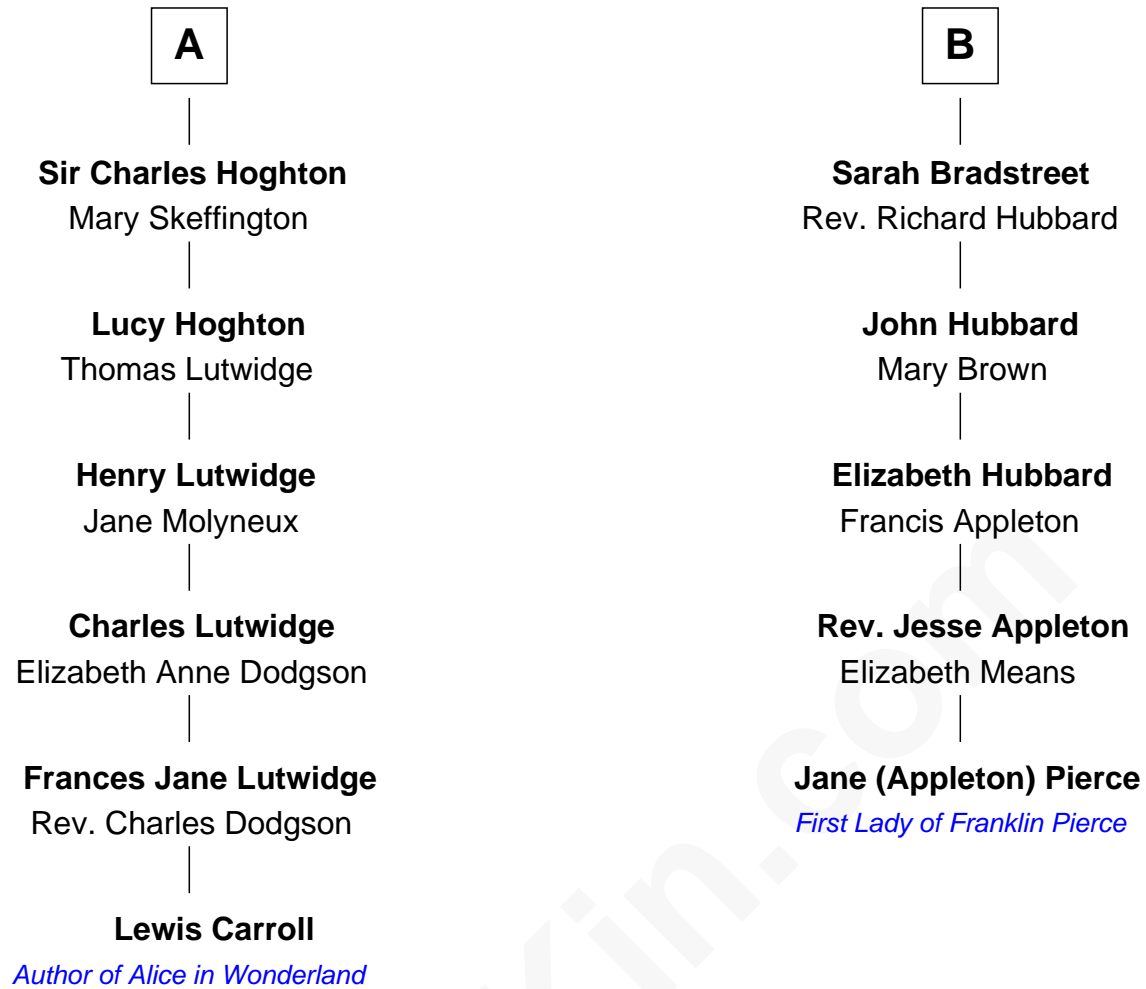 A
Sir Charles Hoghton
Mary Skeffington
Lucy Hoghton
Thomas Lutwidge
Henry Lutwidge
Jane Molyneux
Charles Lutwidge
Elizabeth Anne Dodgson
Frances Jane Lutwidge
Rev. Charles Dodgson
Lewis Carroll
Author of Alice in Wonderland
B
Sarah Bradstreet
Rev. Richard Hubbard
John Hubbard
Mary Brown
Elizabeth Hubbard
Francis Appleton
Rev. Jesse Appleton
Elizabeth Means
Jane (Appleton) Pierce
First Lady of Franklin Pierce
Kin.com